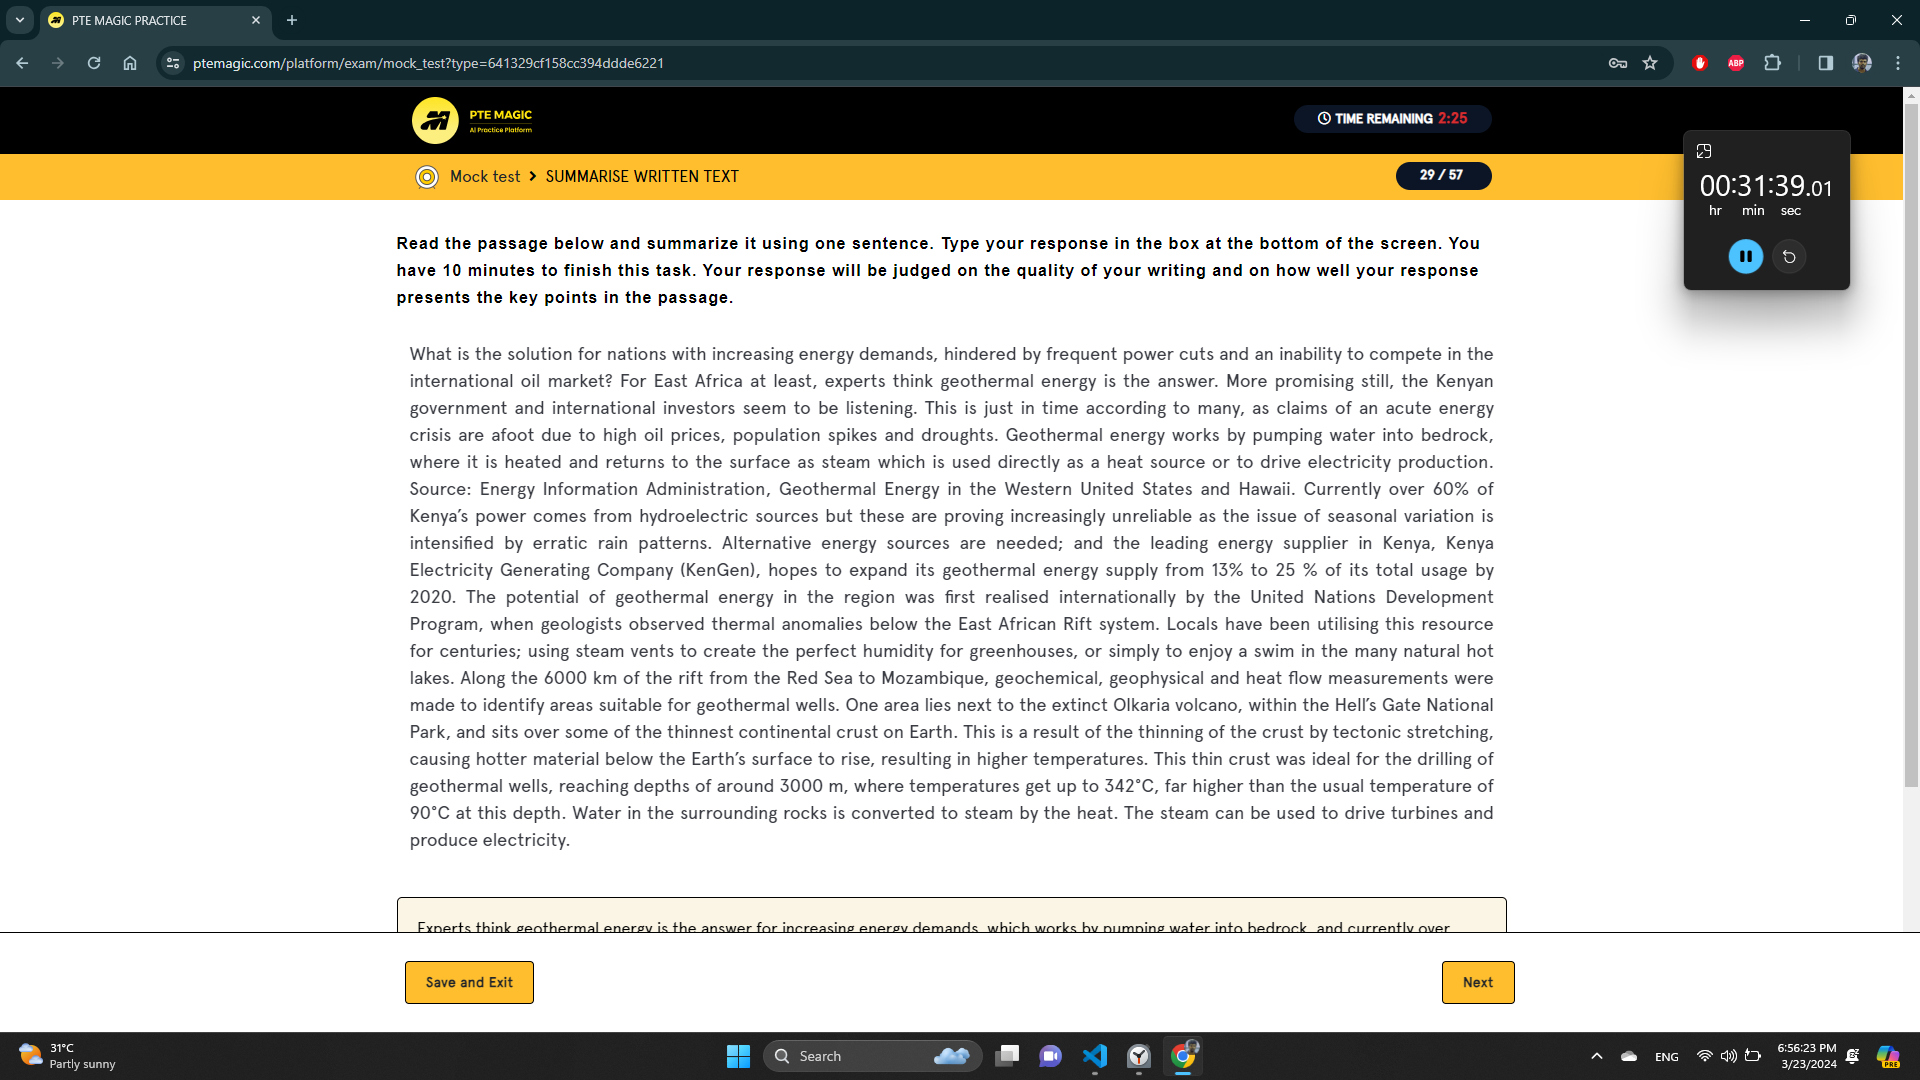 PTE MAGIC PRACTICE
ptemagic.com/platform/exam/mock_test?type=641329cf158cc394ddde6221
ABP
PTE MAGIC
AI Practice Platform
TIME REMAINING 2:25
Mock test > SUMMARISE WRITTEN TEXT
29 / 57
00:31:39.01
hr min sec
Read the passage below and summarize it using one sentence. Type your response in the box at the bottom of the screen. You
have 10 minutes to finish this task. Your response will be judged on the quality of your writing and on how well your response
presents the key points in the passage.
What is the solution for nations with increasing energy demands, hindered by frequent power cuts and an inability to compete in the
international oil market? For East Africa at least, experts think geothermal energy is the answer. More promising still, the Kenyan
government and international investors seem to be listening. This is just in time according to many, as claims of an acute energy
crisis are afoot due to high oil prices, population spikes and droughts. Geothermal energy works by pumping water into bedrock,
where it is heated and returns to the surface as steam which is used directly as a heat source or to drive electricity production.
Source: Energy Information Administration, Geothermal Energy in the Western United States and Hawaii. Currently over 60% of
Kenya's power comes from hydroelectric sources but these are proving increasingly unreliable as the issue of seasonal variation is
intensified by erratic rain patterns. Alternative energy sources are needed; and the leading energy supplier in Kenya, Kenya
Electricity Generating Company (KenGen), hopes to expand its geothermal energy supply from 13% to 25 % of its total usage by
2020. The potential of geothermal energy in the region was first realised internationally by the United Nations Development
Program, when geologists observed thermal anomalies below the East African Rift system. Locals have been utilising this resource
for centuries; using steam vents to create the perfect humidity for greenhouses, or simply to enjoy a swim in the many natural hot
lakes. Along the 6000 km of the rift from the Red Sea to Mozambique, geochemical, geophysical and heat flow measurements were
made to identify areas suitable for geothermal wells. One area lies next to the extinct Olkaria volcano, within the Hell's Gate National
Park, and sits over some of the thinnest continental crust on Earth. This is a result of the thinning of the crust by tectonic stretching,
causing hotter material below the Earth's surface to rise, resulting in higher temperatures. This thin crust was ideal for the drilling of
geothermal wells, reaching depths of around 3000 m, where temperatures get up to 342°C, far higher than the usual temperature of
90°C at this depth. Water in the surrounding rocks is converted to steam by the heat. The steam can be used to drive turbines and
produce electricity.
Experts think geothermal energy is the answer for increasing energy demands, which works by pumping water into bedrock, and currently over
Save and Exit
Next
31°C
Partly sunny
Search
ENG
6:56:23 PM
3/23/2024
PRE